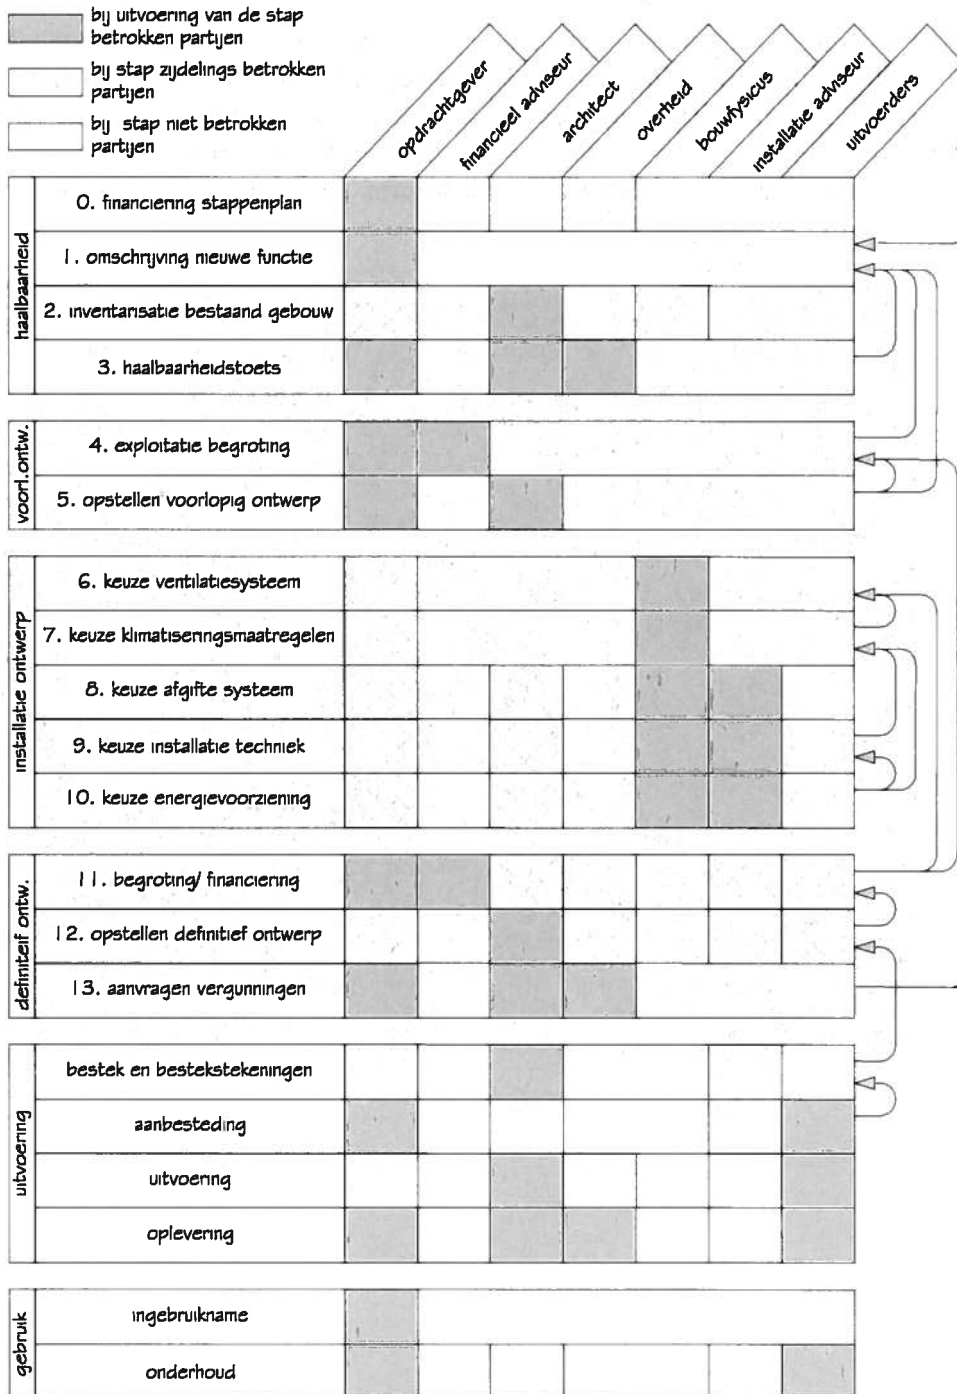 bij uitvoering van de stap
betrokken partijen
bij stap zijdelings betrokken
partijen
bij stap niet betrokken
partijen
opdrachtgever
financieel adviseur
architect
overheid
bouwfysicus
installatie adviseur
uitvoerders
haalbaarheid
0. financiering stappenplan
1. omschrijving nieuwe functie
2. inventarisatie bestaand gebouw
3. haalbaarheidstoets
voorl.ontw.
4. exploitatie begroting
5. opstellen voorlopig ontwerp
installatie ontwerp
6. keuze ventilatiesysteem
7. keuze klimatiseringsmaatregelen
8. keuze afgifte systeem
9. keuze installatie techniek
10. keuze energievoorziening
definiteif ontw.
11. begroting/ financiering
12. opstellen definitief ontwerp
13. aanvragen vergunningen
uitvoering
bestek en bestekstekeningen
aanbesteding
uitvoering
oplevering
gebruik
ingebruikname
onderhoud